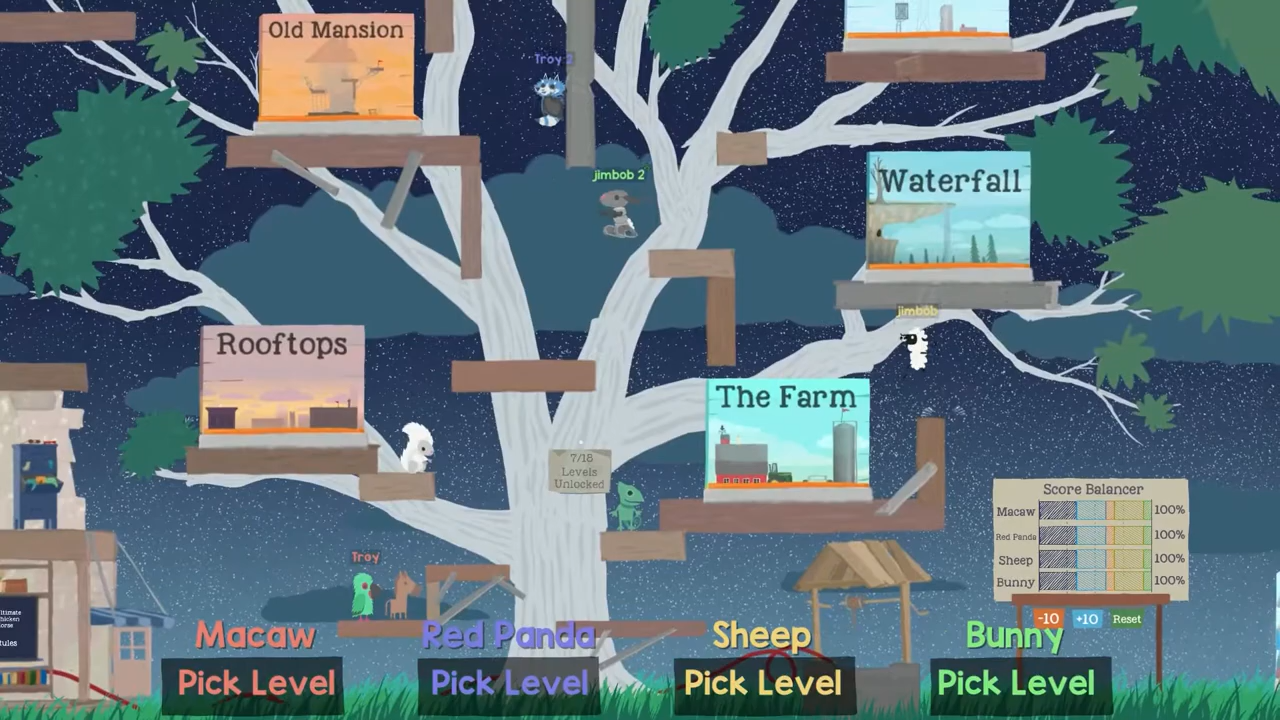 Old Mansion
Troy 2
jimbob 2
Waterfall
jimbob
Rooftops
The Farm
7/18
Levels
Unlocked
Score Balancer
Macaw 100%
Red Panda 100%
Sheep 100%
Bunny 100%
-10 +10 Reset
Troy
Macaw
Pick Level
Red Panda
Pick Level
Sheep
Pick Level
Bunny
Pick Level